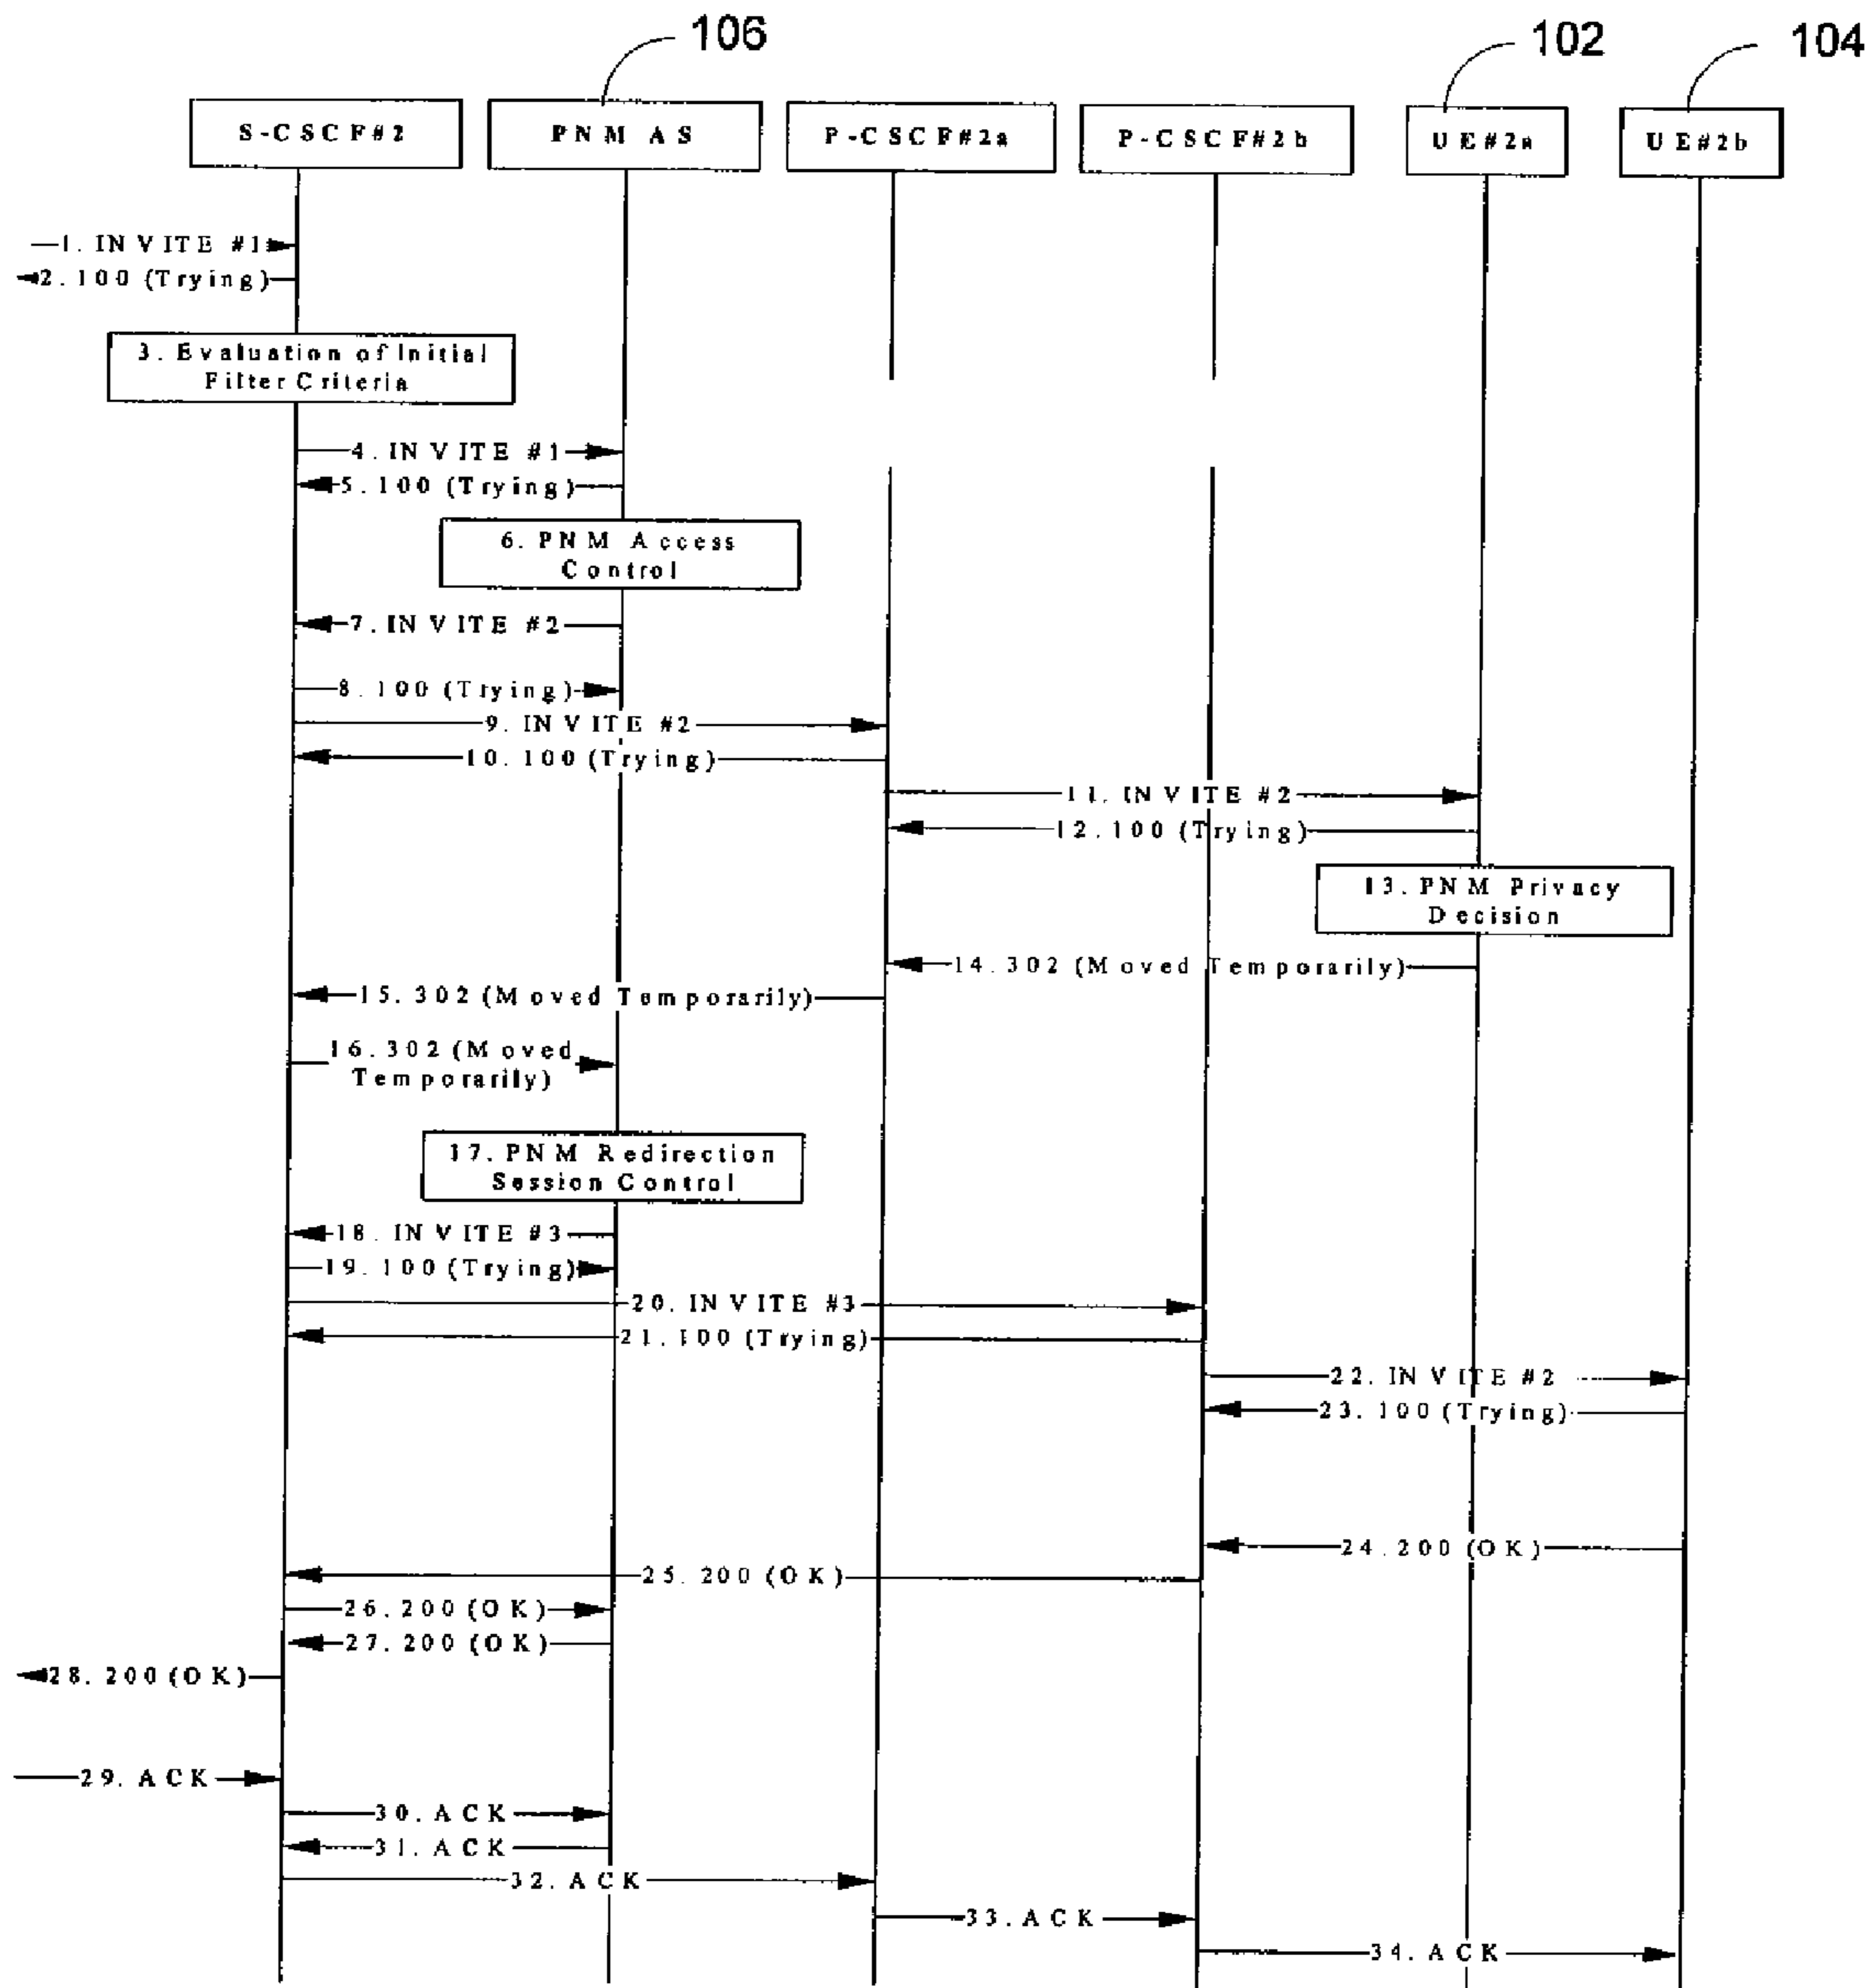 106
102
104
S-CSCF#2
PNM AS
P-CSCF#2a
P-CSCF#2b
UE#2a
UE#2b
1. INVITE #1
2.100 (Trying)
3. Evaluation of Initial
Filter Criteria
4. INVITE #1
5.100 (Trying)
6. PNM Access
Control
7. INVITE #2
8.100 (Trying)
9. INVITE #2
10.100 (Trying)
11. INVITE #2
12.100 (Trying)
13. PNM Privacy
Decision
14.302 (Moved Temporarily)
15.302 (Moved Temporarily)
16.302 (Moved
Temporarily)
17. PNM Redirection
Session Control
18. INVITE #3
19.100 (Trying)
20. INVITE #3
21.100 (Trying)
22. INVITE #2
23.100 (Trying)
24.200 (OK)
25.200 (OK)
26.200 (OK)
27.200 (OK)
28.200 (OK)
29. ACK
30. ACK
31. ACK
32. ACK
33. ACK
34. ACK